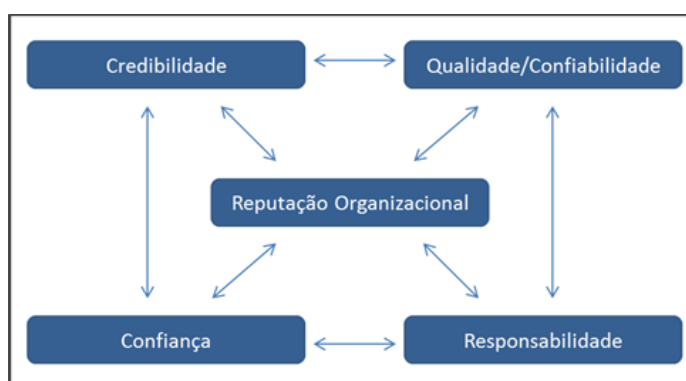 Credibilidade
Qualidade/Confiabilidade
Reputação Organizacional
Confiança
Responsabilidade